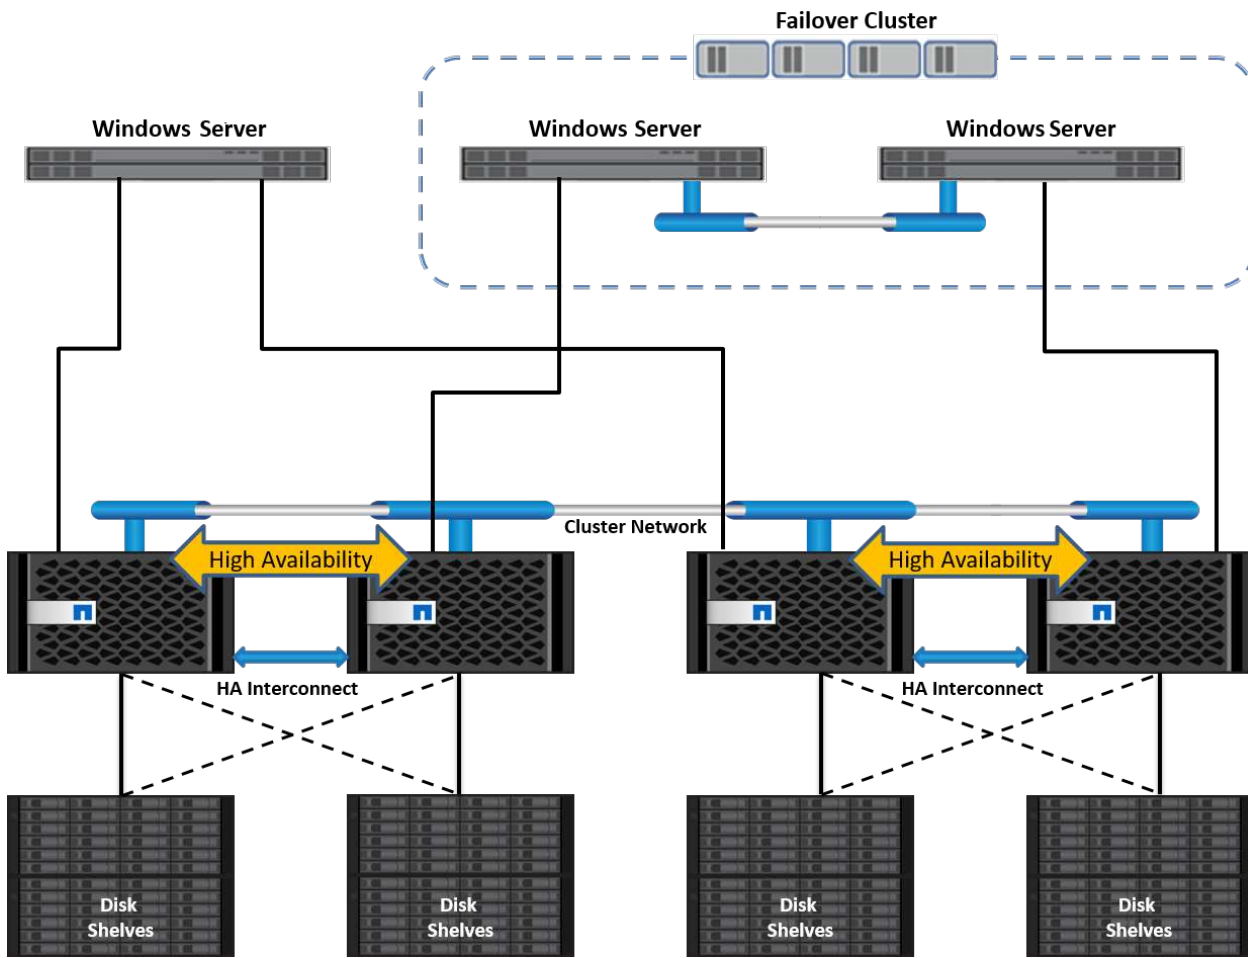 Failover Cluster
Windows Server
Windows Server
Windows Server
Cluster Network
High Availability
High Availability
HA Interconnect
HA Interconnect
Disk
Shelves
Disk
Shelves
Disk
Shelves
Disk
Shelves